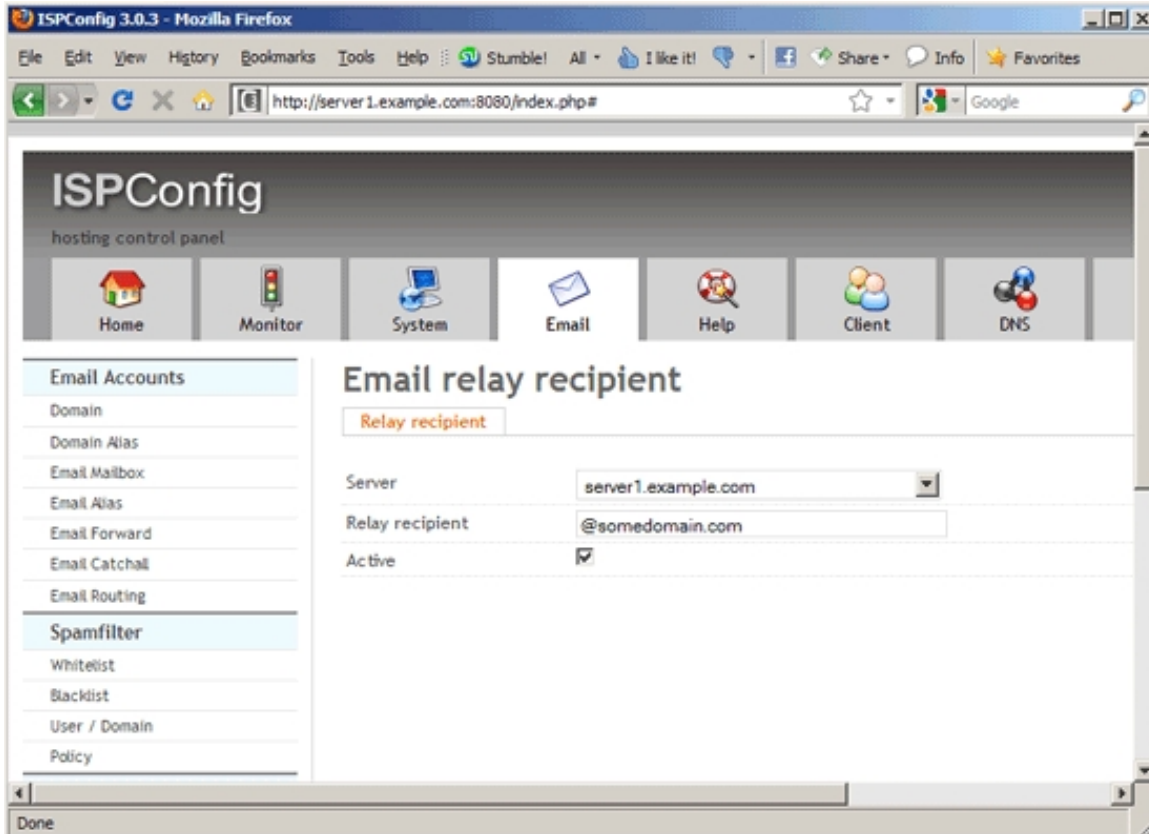 ISPConfig 3.0.3 - Mozilla Firefox
File Edit View History Bookmarks Tools Help Stumble! All I like it! Share Info Favorites
http://server1.example.com:8080/index.php# Google
ISPConfig
hosting control panel
Home Monitor System Email Help Client DNS
Email Accounts
Domain
Domain Alias
Email Mailbox
Email Alias
Email Forward
Email Catchall
Email Routing
Spamfilter
Whitelist
Blacklist
User / Domain
Policy
Email relay recipient
Relay recipient
Server server1.example.com
Relay recipient @somedomain.com
Active
Done